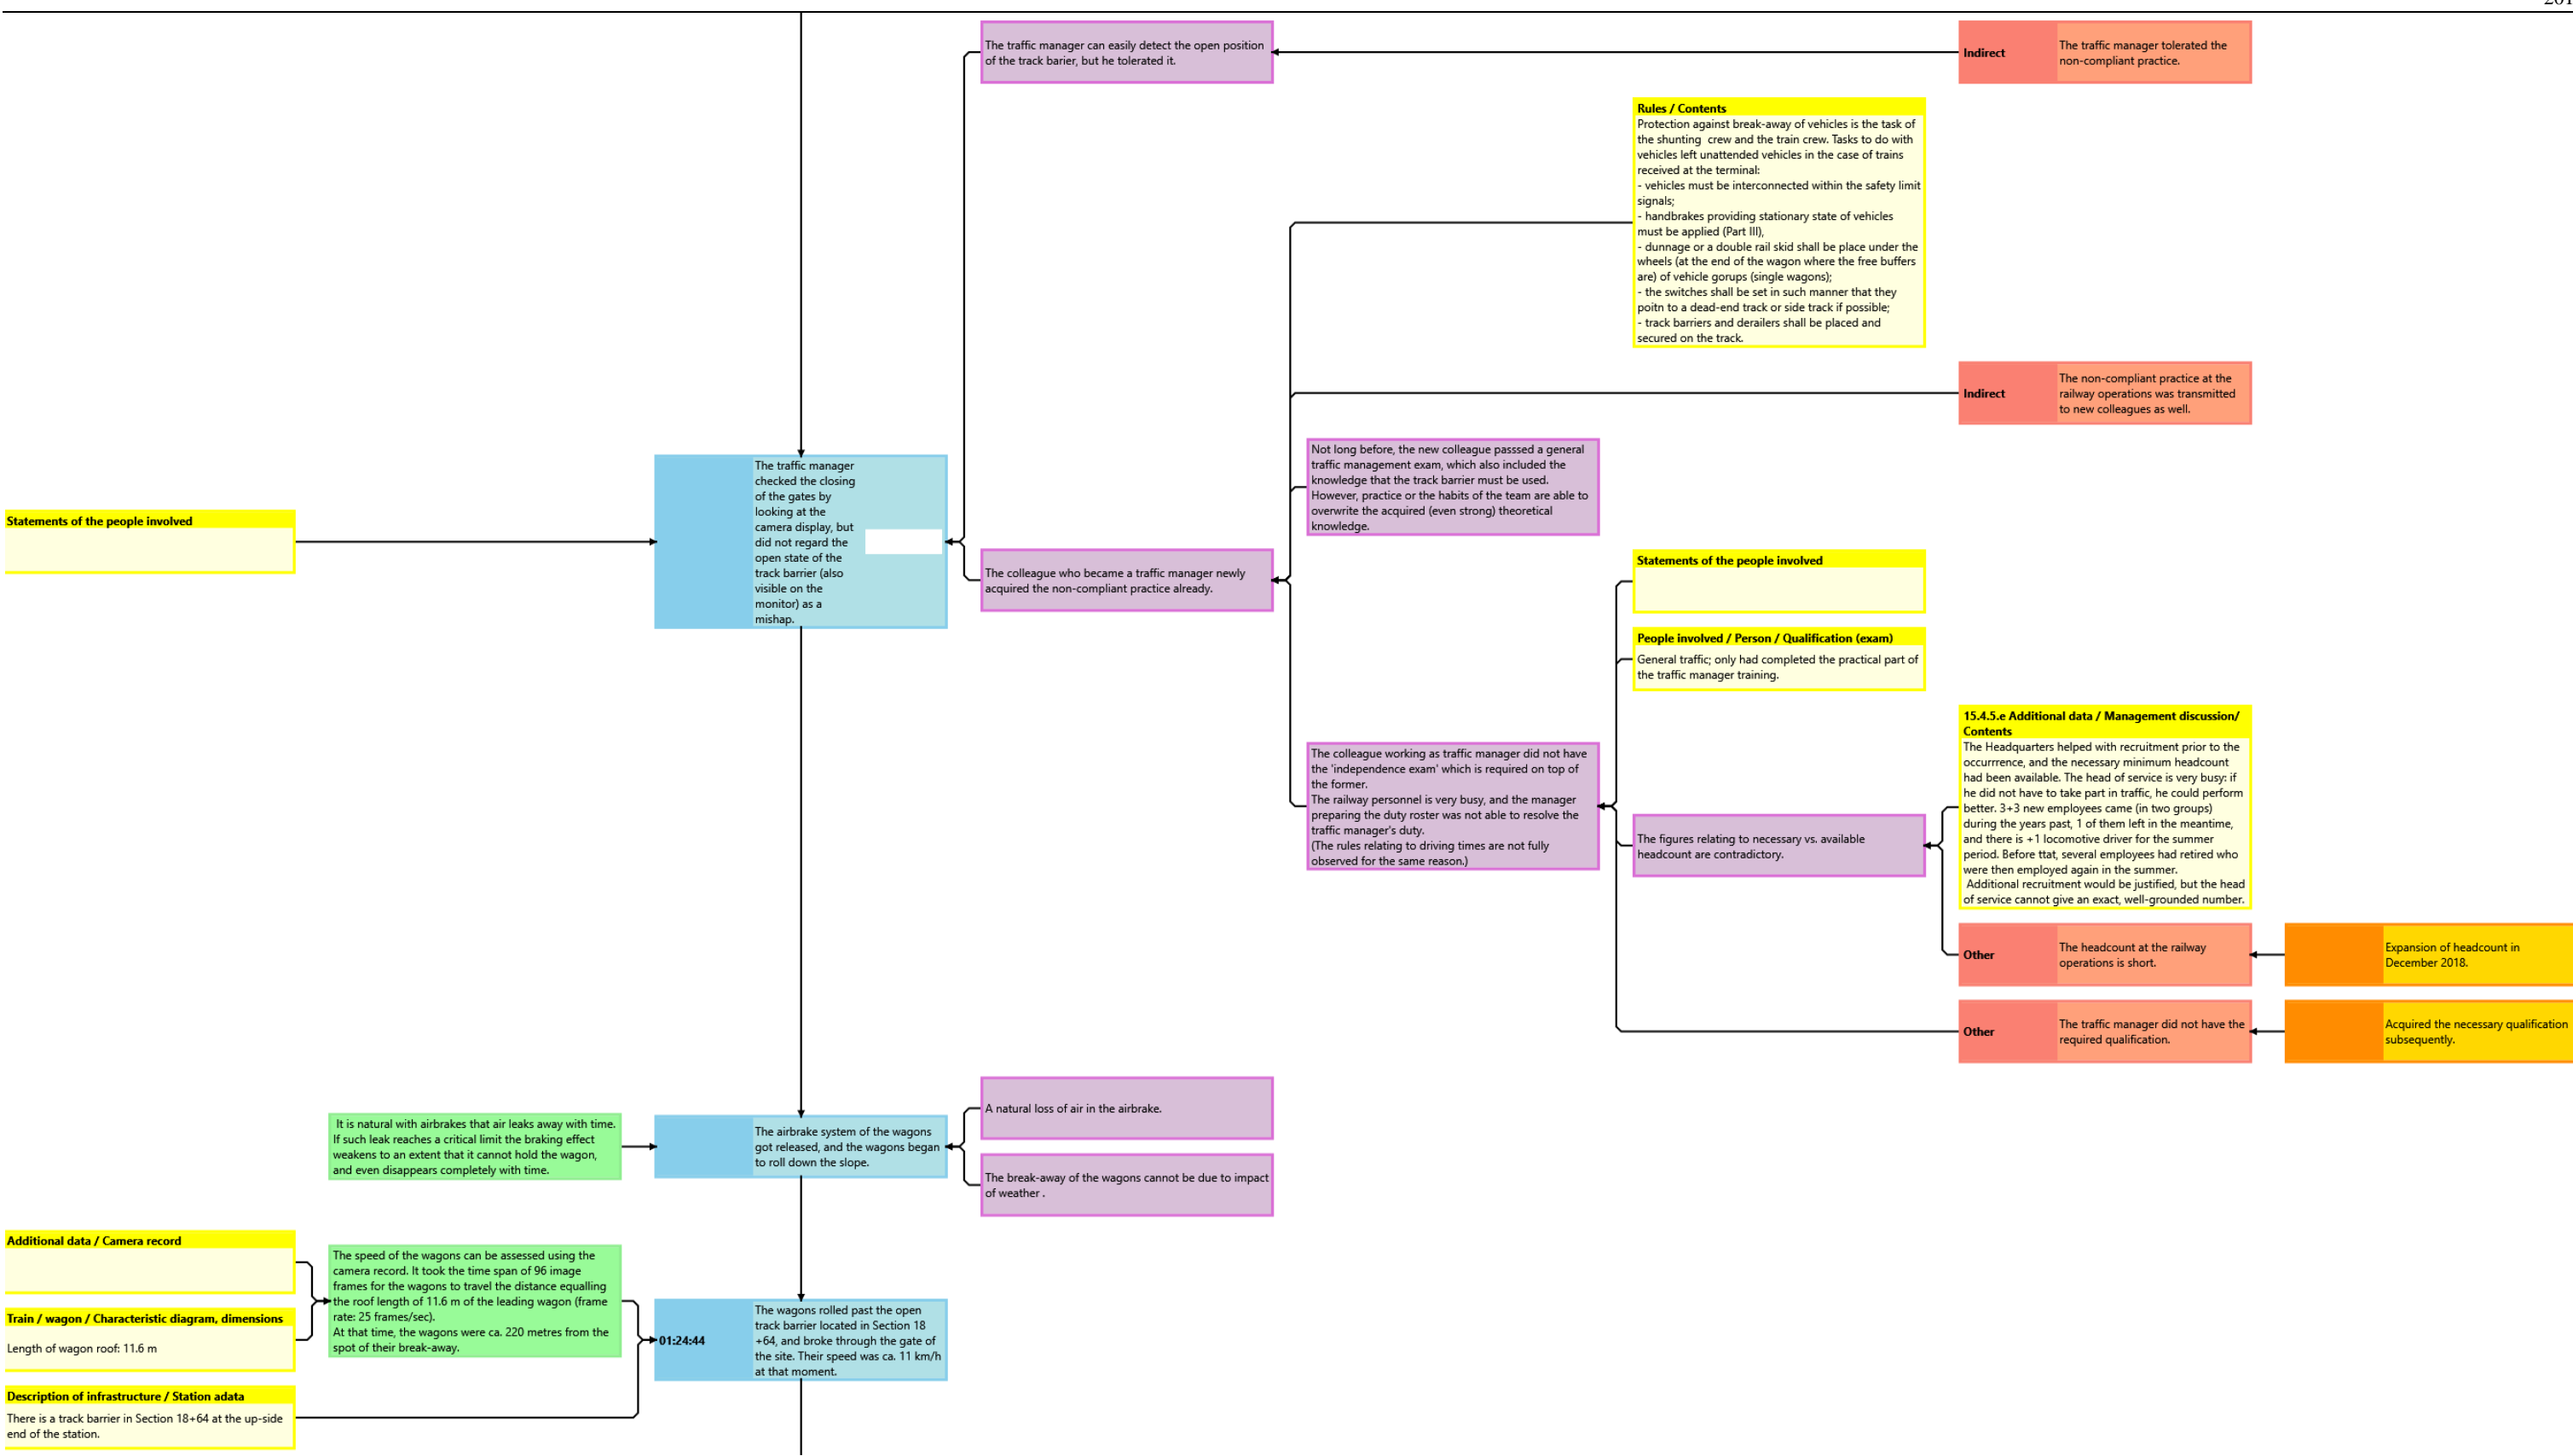 201
The traffic manager can easily detect the open position
of the track barier, but he tolerated it.
Indirect
The traffic manager tolerated the
non-compliant practice.
Rules / Contents
Protection against break-away of vehicles is the task of
the shunting  crew and the train crew. Tasks to do with
vehicles left unattended vehicles in the case of trains
received at the terminal:
- vehicles must be interconnected within the safety limit
signals;
- handbrakes providing stationary state of vehicles
must be applied (Part III),
- dunnage or a double rail skid shall be place under the
wheels (at the end of the wagon where the free buffers
are) of vehicle gorups (single wagons);
- the switches shall be set in such manner that they
poitn to a dead-end track or side track if possible;
- track barriers and derailers shall be placed and
secured on the track.
Indirect
The non-compliant practice at the
railway operations was transmitted
to new colleagues as well.
Not long before, the new colleague passsed a general
traffic management exam, which also included the
knowledge that the track barrier must be used.
However, practice or the habits of the team are able to
overwrite the acquired (even strong) theoretical
knowledge.
The traffic manager
checked the closing
of the gates by
looking at the
camera display, but
did not regard the
open state of the
track barrier (also
visible on the
monitor) as a
mishap.
Statements of the people involved
The colleague who became a traffic manager newly
acquired the non-compliant practice already.
Statements of the people involved
People involved / Person / Qualification (exam)
General traffic; only had completed the practical part of
the traffic manager training.
15.4.5.e Additional data / Management discussion/
Contents
The Headquarters helped with recruitment prior to the
occurrrence, and the necessary minimum headcount
had been available. The head of service is very busy: if
he did not have to take part in traffic, he could perform
better. 3+3 new employees came (in two groups)
during the years past, 1 of them left in the meantime,
and there is +1 locomotive driver for the summer
period. Before ttat, several employees had retired who
were then employed again in the summer.
Additional recruitment would be justified, but the head
of service cannot give an exact, well-grounded number.
The colleague working as traffic manager did not have
the 'independence exam' which is required on top of
the former.
The railway personnel is very busy, and the manager
preparing the duty roster was not able to resolve the
traffic manager's duty.
(The rules relating to driving times are not fully
observed for the same reason.)
The figures relating to necessary vs. available
headcount are contradictory.
Other
The headcount at the railway
operations is short.
Expansion of headcount in
December 2018.
Other
The traffic manager did not have the
required qualification.
Acquired the necessary qualification
subsequently.
A natural loss of air in the airbrake.
It is natural with airbrakes that air leaks away with time.
If such leak reaches a critical limit the braking effect
weakens to an extent that it cannot hold the wagon,
and even disappears completely with time.
The airbrake system of the wagons
got released, and the wagons began
to roll down the slope.
The break-away of the wagons cannot be due to impact
of weather .
Additional data / Camera record
The speed of the wagons can be assessed using the
camera record. It took the time span of 96 image
frames for the wagons to travel the distance equalling
the roof length of 11.6 m of the leading wagon (frame
rate: 25 frames/sec).
At that time, the wagons were ca. 220 metres from the
spot of their break-away.
Train / wagon / Characteristic diagram, dimensions
Length of wagon roof: 11.6 m
01:24:44
The wagons rolled past the open
track barrier located in Section 18
+64, and broke through the gate of
the site. Their speed was ca. 11 km/h
at that moment.
Description of infrastructure / Station adata
There is a track barrier in Section 18+64 at the up-side
end of the station.